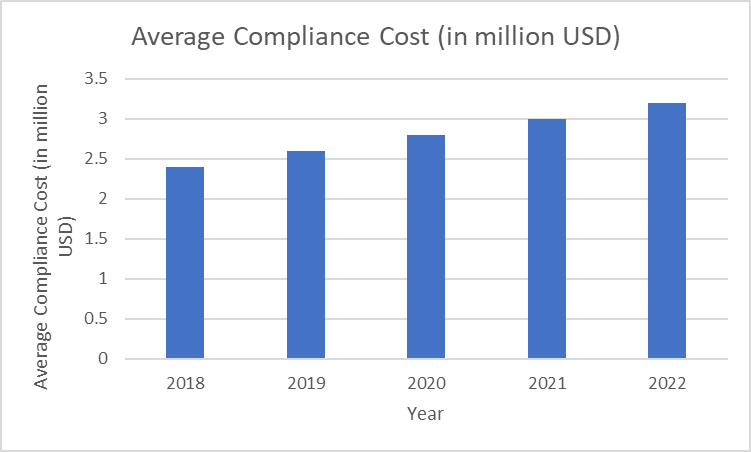 Average Compliance Cost (in million USD)
Average Compliance Cost (in million
USD)
3.5
3
2.5
2
1.5
1
0.5
0
2018 2019 2020 2021 2022
Year